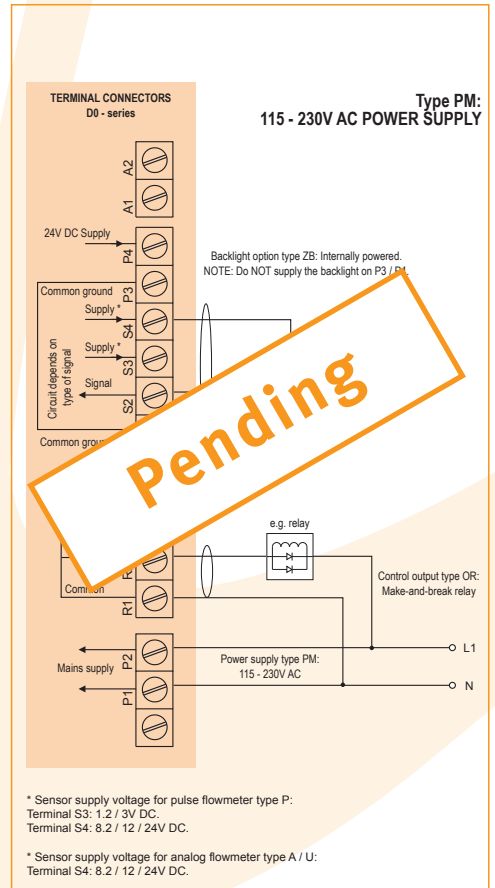 TERMINAL CONNECTORS
D0 - series
Type PM:
115 - 230V AC POWER SUPPLY
A2
A1
24V DC Supply
P4
Backlight option type ZB: Internally powered.
NOTE: Do NOT supply the backlight on P3 / P4.
Common ground
P3
Supply *
S4
Supply *
S3
Circuit depends on
type of signal
Signal
S2
Common
Pending
e.g. relay
Control output type OR:
Make-and-break relay
Common
R1
P2
Mains supply
Power supply type PM:
115 - 230V AC
L1
P1
N
* Sensor supply voltage for pulse flowmeter type P:
Terminal S3: 1.2 / 3V DC.
Terminal S4: 8.2 / 12 / 24V DC.
* Sensor supply voltage for analog flowmeter type A / U:
Terminal S4: 8.2 / 12 / 24V DC.